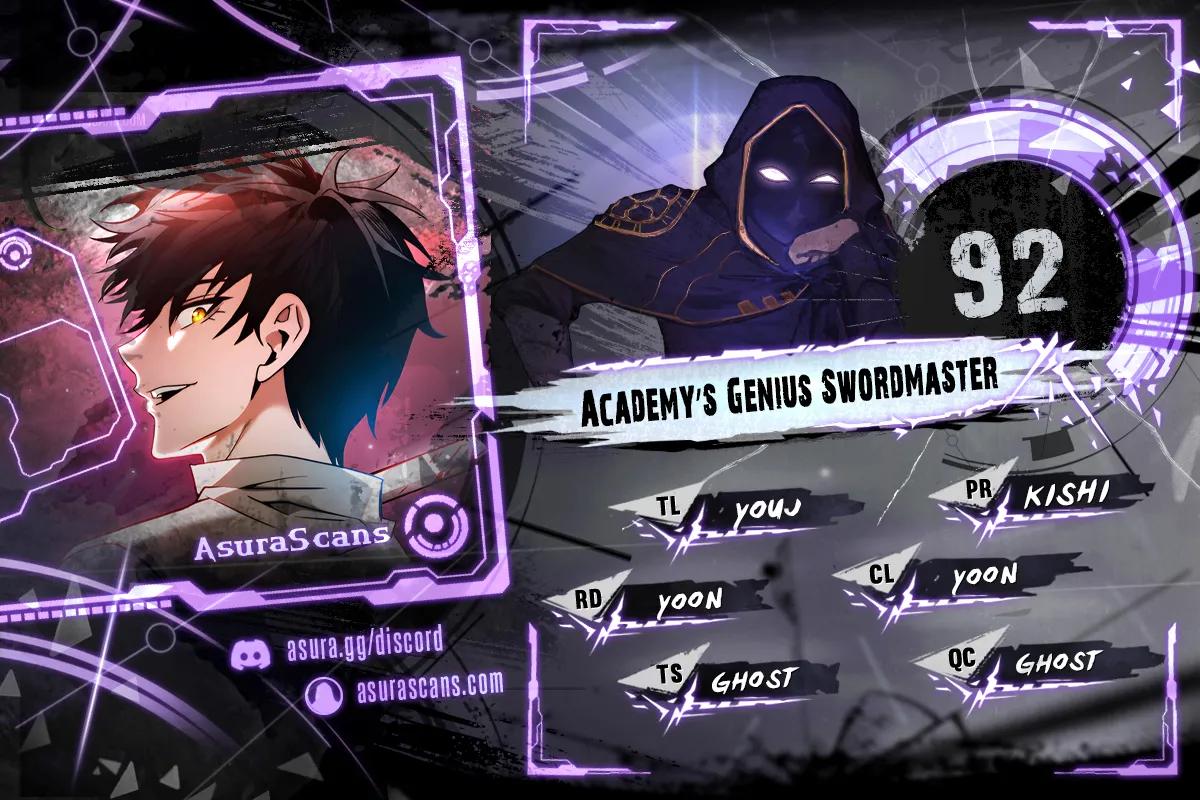 92
ACADEMY'S GENIUS SWORDMASTER
TL YOUJ
PR KISHI
RD YOON
CL YOON
TS GHOST
QC GHOST
AsuraScans
asura.gg/discord
asurascans.com